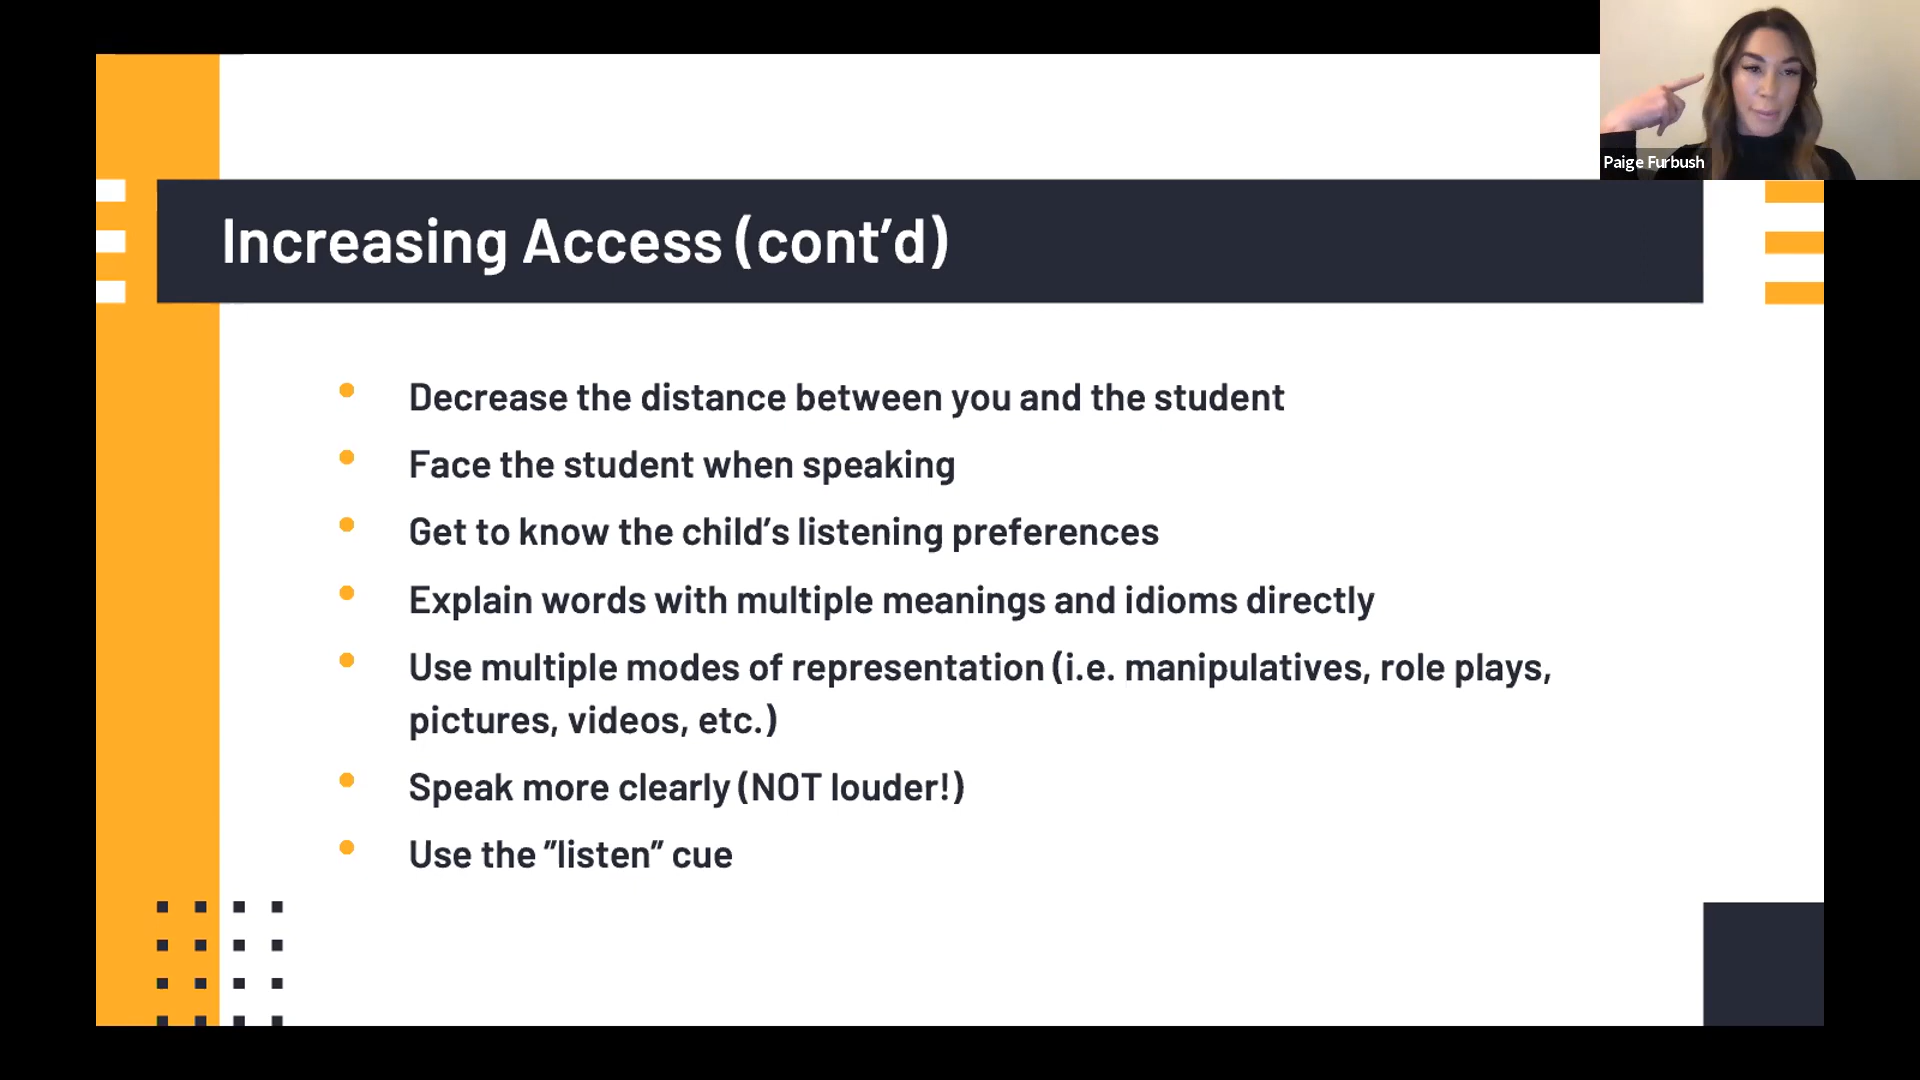 Paige Furbush
Increasing Access (cont’d)
• Decrease the distance between you and the student
• Face the student when speaking
• Get to know the child’s listening preferences
• Explain words with multiple meanings and idioms directly
• Use multiple modes of representation (i.e. manipulatives, role plays,
pictures, videos, etc.)
• Speak more clearly (NOT louder!)
• Use the ”listen” cue